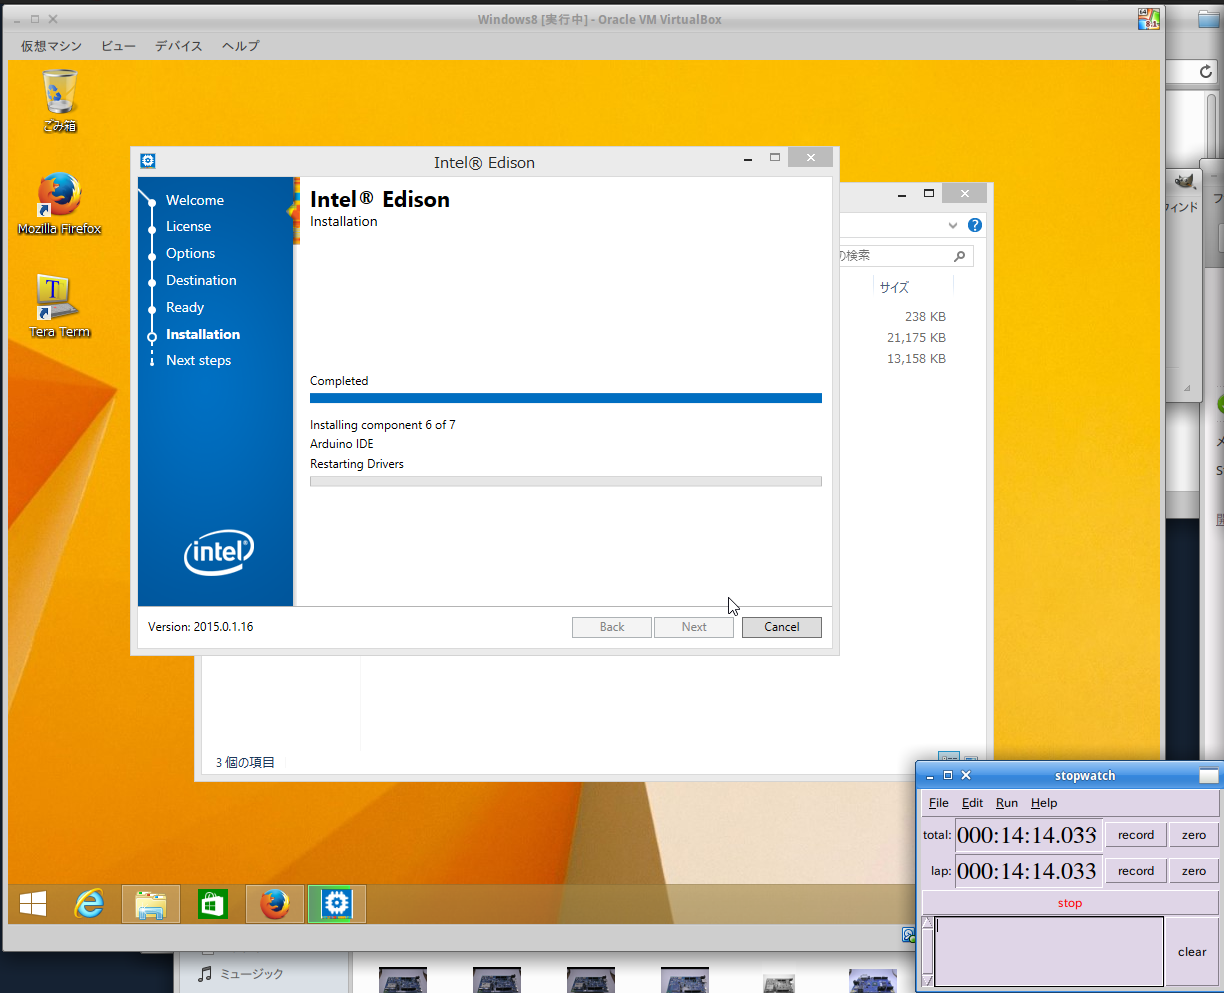 Windows8 [実行中] - Oracle VM VirtualBox
仮想マシン ビュー デバイス ヘルプ
ごみ箱
Mozilla Firefox
Tera Term
Intel® Edison
Welcome
License
Options
Destination
Ready
Installation
Next steps
intel
Intel® Edison
Installation
Completed
Installing component 6 of 7
Arduino IDE
Restarting Drivers
Version: 2015.0.1.16
Back Next Cancel
の検索
サイズ
238 KB
21,175 KB
13,158 KB
3 個の項目
stopwatch
File Edit Run Help
total: 000:14:14.033 record zero
lap: 000:14:14.033 record zero
stop
clear
ミュージック